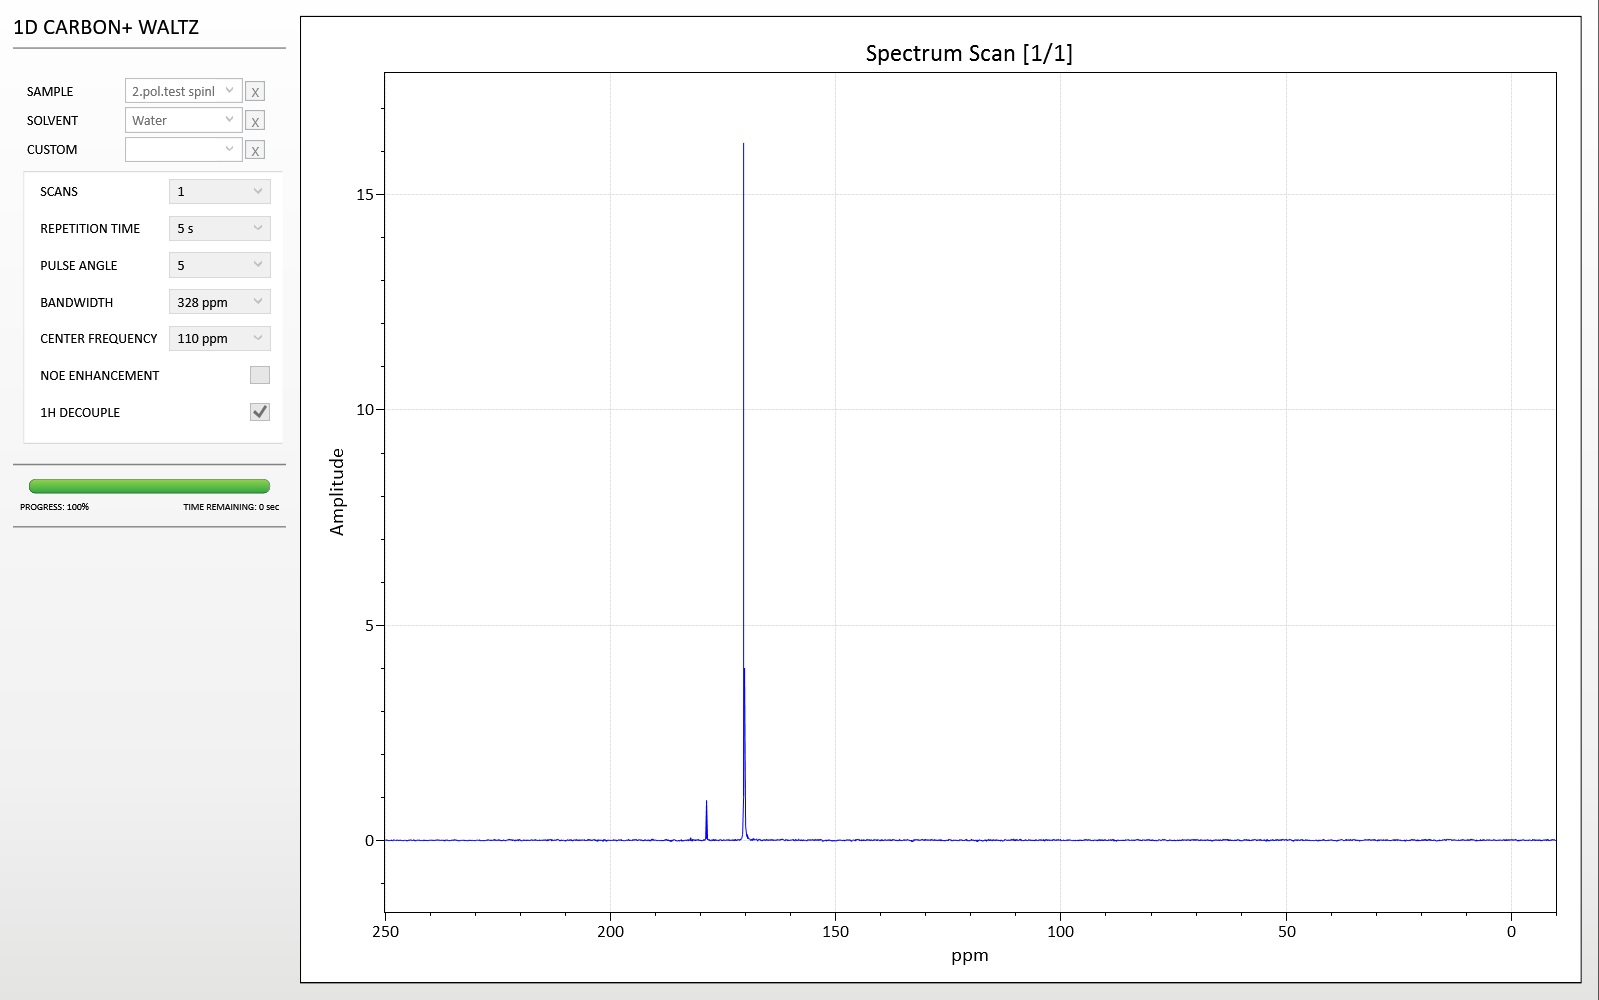 1D CARBON+ WALTZ
SAMPLE 2.pol.test spinl X
SOLVENT Water X
CUSTOM X
SCANS 1
REPETITION TIME 5 s
PULSE ANGLE 5
BANDWIDTH 328 ppm
CENTER FREQUENCY 110 ppm
NOE ENHANCEMENT
1H DECOUPLE
PROGRESS: 100% TIME REMAINING: 0 sec
Spectrum Scan [1/1]
Amplitude
15
10
5
0
250 200 150 100 50 0
ppm